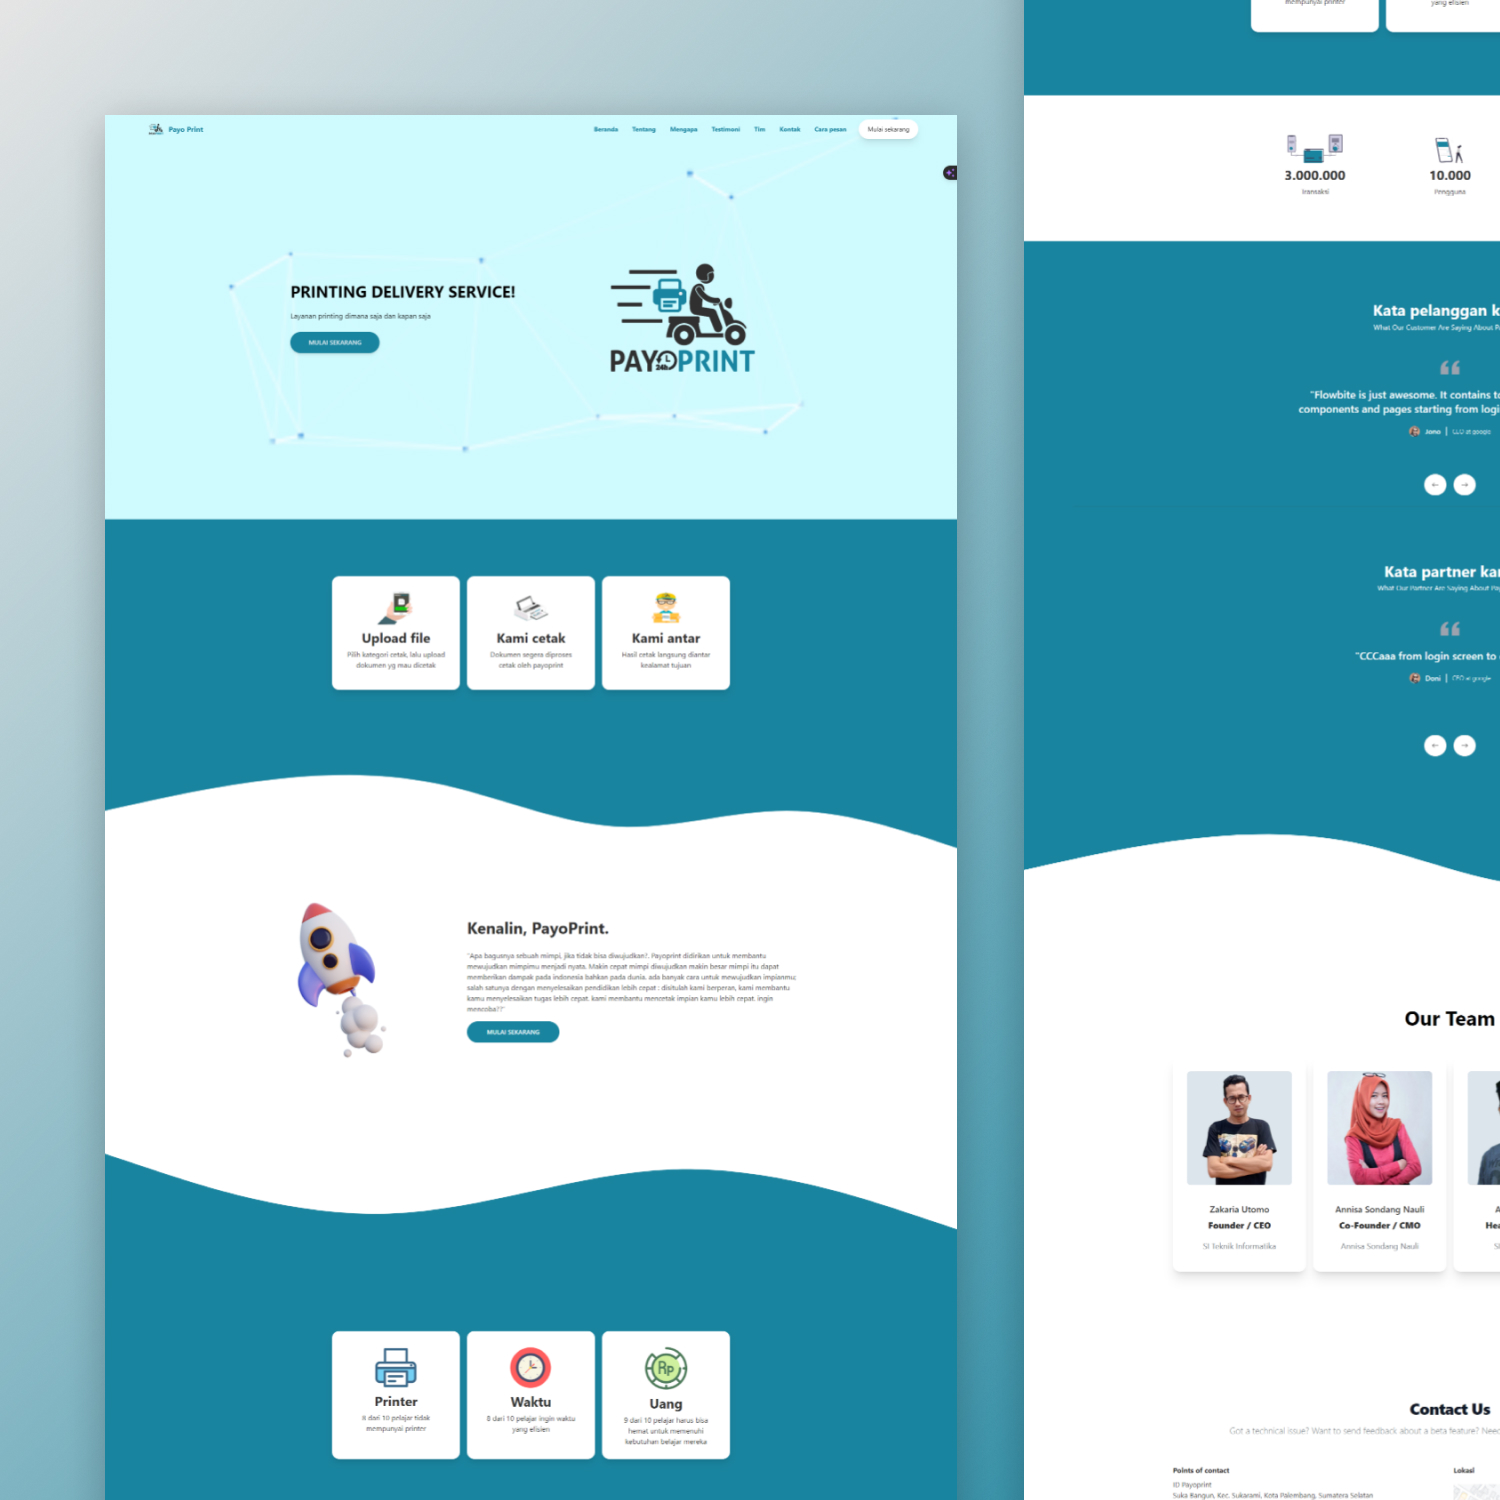 Payo Print
Beranda
Tentang
Mengapa
Testimoni
Tim
Kontak
Cara pesan
Mulai sekarang
PRINTING DELIVERY SERVICE!
Layanan printing dimana saja dan kapan saja
MULAI SEKARANG
PAYOPRINT
24h
Upload file
Pilih kategori cetak, lalu upload
dokumen yg mau dicetak
Kami cetak
Dokumen segera diproses
cetak oleh payoprint
Kami antar
Hasil cetak langsung diantar
kealamat tujuan
Kenalin, PayoPrint.
"Apa bagusnya sebuah mimpi, jika tidak bisa diwujudkan?. Payoprint didirikan untuk membantu
mewujudkan mimpimu menjadi nyata. Makin cepat mimpi diwujudkan makin besar mimpi itu dapat
memberikan dampak pada indonesia bahkan pada dunia. ada banyak cara untuk mewujudkan impianmu;
salah satunya dengan menyelesaikan pendidikan lebih cepat : disitulah kami berperan, kami membantu
kamu menyelesaikan tugas lebih cepat. kami membantu mencetak impian kamu lebih cepat. ingin
mencoba??"
MULAI SEKARANG
Printer
8 dari 10 pelajar tidak
mempunyai printer
Waktu
8 dari 10 pelajar ingin waktu
yang efisien
Rp
Uang
9 dari 10 pelajar harus bisa
hemat untuk memenuhi
kebutuhan belajar mereka
mempunyai printer
yang efisien
3.000.000
transaksi
10.000
Pengguna
Kata pelanggan k
What Our Customer Are Saying About P
"Flowbite is just awesome. It contains to
components and pages starting from logi
Jono
CEO at google
Kata partner ka
What Our Partner Are Saying About Pa
"CCCaaa from login screen to
Doni
CEO at google
Our Team
Zakaria Utomo
Founder / CEO
SI Teknik Informatika
Annisa Sondang Nauli
Co-Founder / CMO
Annisa Sondang Nauli
A
Hea
Contact Us
Got a technical issue? Want to send feedback about a beta feature? Need
Points of contact
ID Payoprint
Suka Bangun, Kec. Sukarami, Kota Palembang, Sumatera Selatan
Lokasi